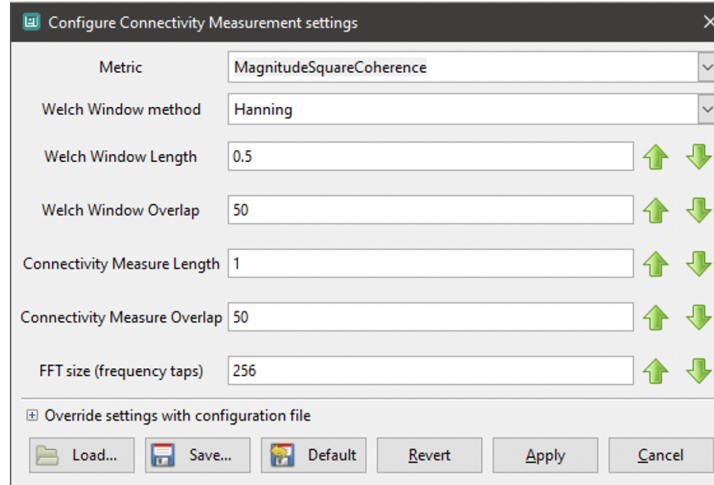 Configure Connectivity Measurement settings
Metric MagnitudeSquareCoherence
Welch Window method Hanning
Welch Window Length 0.5
Welch Window Overlap 50
Connectivity Measure Length 1
Connectivity Measure Overlap 50
FFT size (frequency taps) 256
Override settings with configuration file
Load... Save... Default Revert Apply Cancel